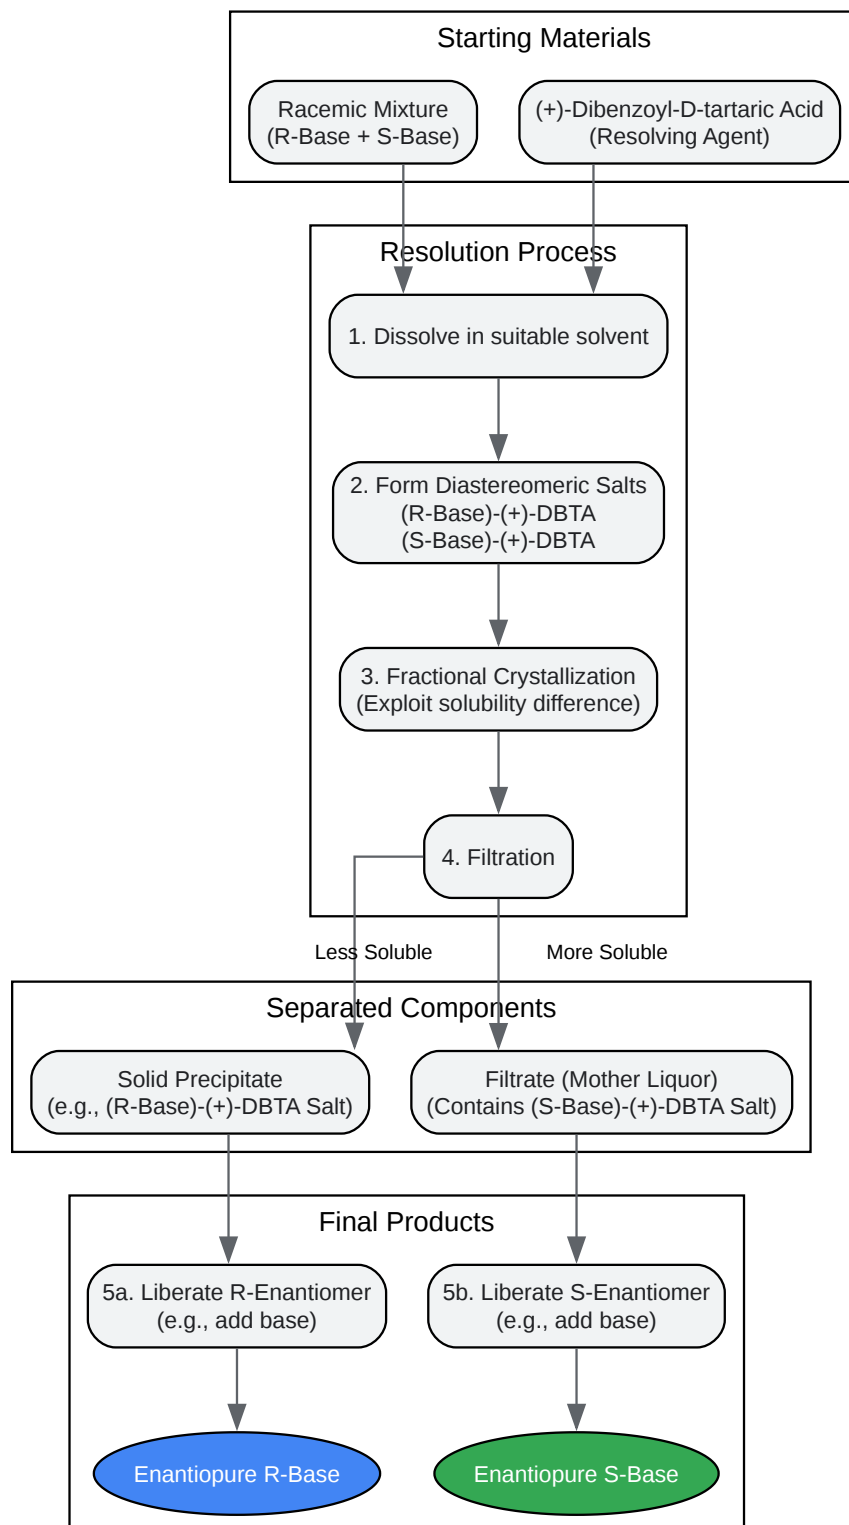 Starting Materials
Racemic Mixture
(R-Base + S-Base)
(+)-Dibenzoyl-D-tartaric Acid
(Resolving Agent)
Resolution Process
1. Dissolve in suitable solvent
2. Form Diastereomeric Salts
(R-Base)-(+)-DBTA
(S-Base)-(+)-DBTA
3. Fractional Crystallization
(Exploit solubility difference)
4. Filtration
Less Soluble
More Soluble
Separated Components
Solid Precipitate
(e.g., (R-Base)-(+)-DBTA Salt)
Filtrate (Mother Liquor)
(Contains (S-Base)-(+)-DBTA Salt)
Final Products
5a. Liberate R-Enantiomer
(e.g., add base)
5b. Liberate S-Enantiomer
(e.g., add base)
Enantiopure R-Base
Enantiopure S-Base